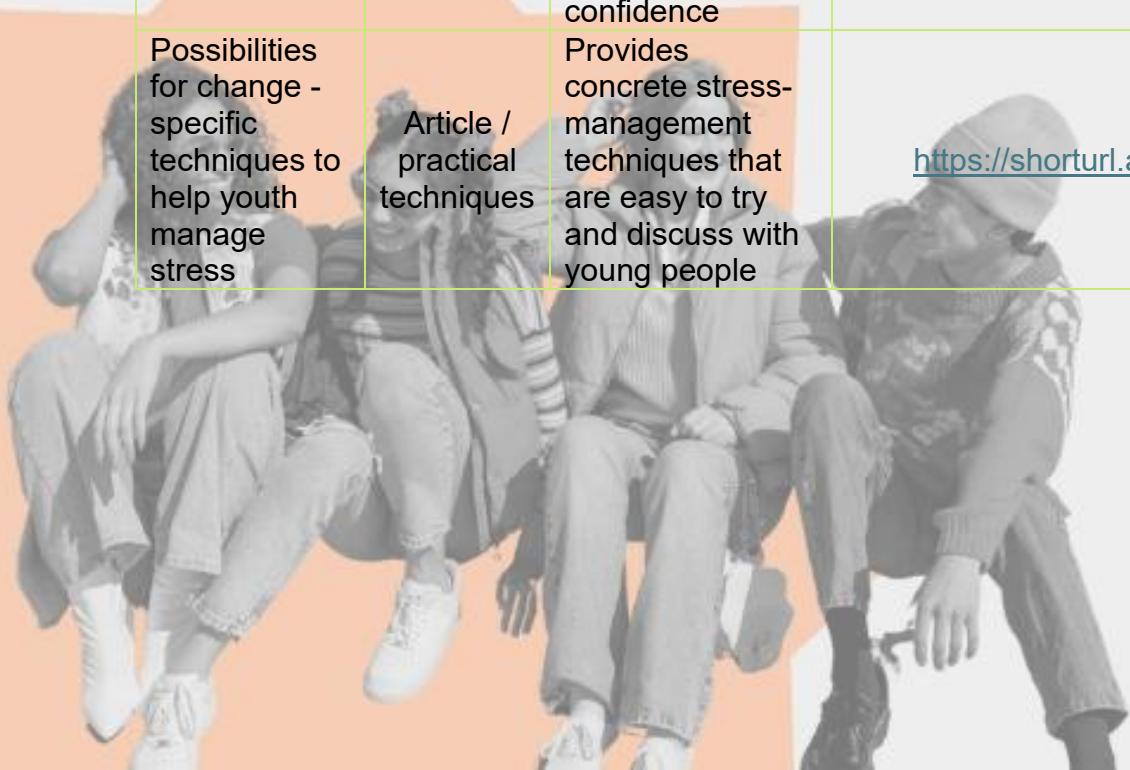 confidence
Possibilities
for change -
specific
techniques to
help youth
manage
stress
Article /
practical
techniques
Provides
concrete stress-
management
techniques that
are easy to try
and discuss with
young people
https://shorturl.a